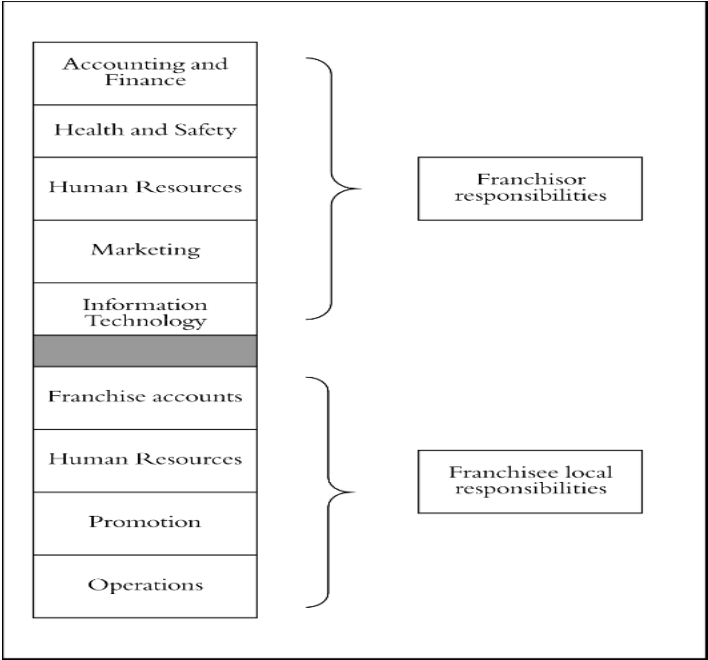 Accounting and
Finance
Health and Safety
Human Resources
Marketing
Information
Technology
Franchise accounts
Human Resources
Promotion
Operations
Franchisor
responsibilities
Franchisee local
responsibilities